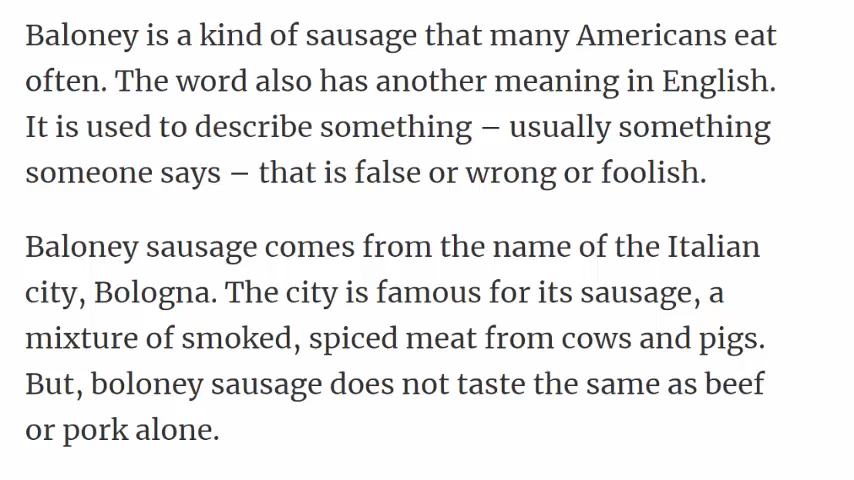 Baloney is a kind of sausage that many Americans eat
often. The word also has another meaning in English.
It is used to describe something – usually something
someone says – that is false or wrong or foolish.
Baloney sausage comes from the name of the Italian
city, Bologna. The city is famous for its sausage, a
mixture of smoked, spiced meat from cows and pigs.
But, boloney sausage does not taste the same as beef
or pork alone.